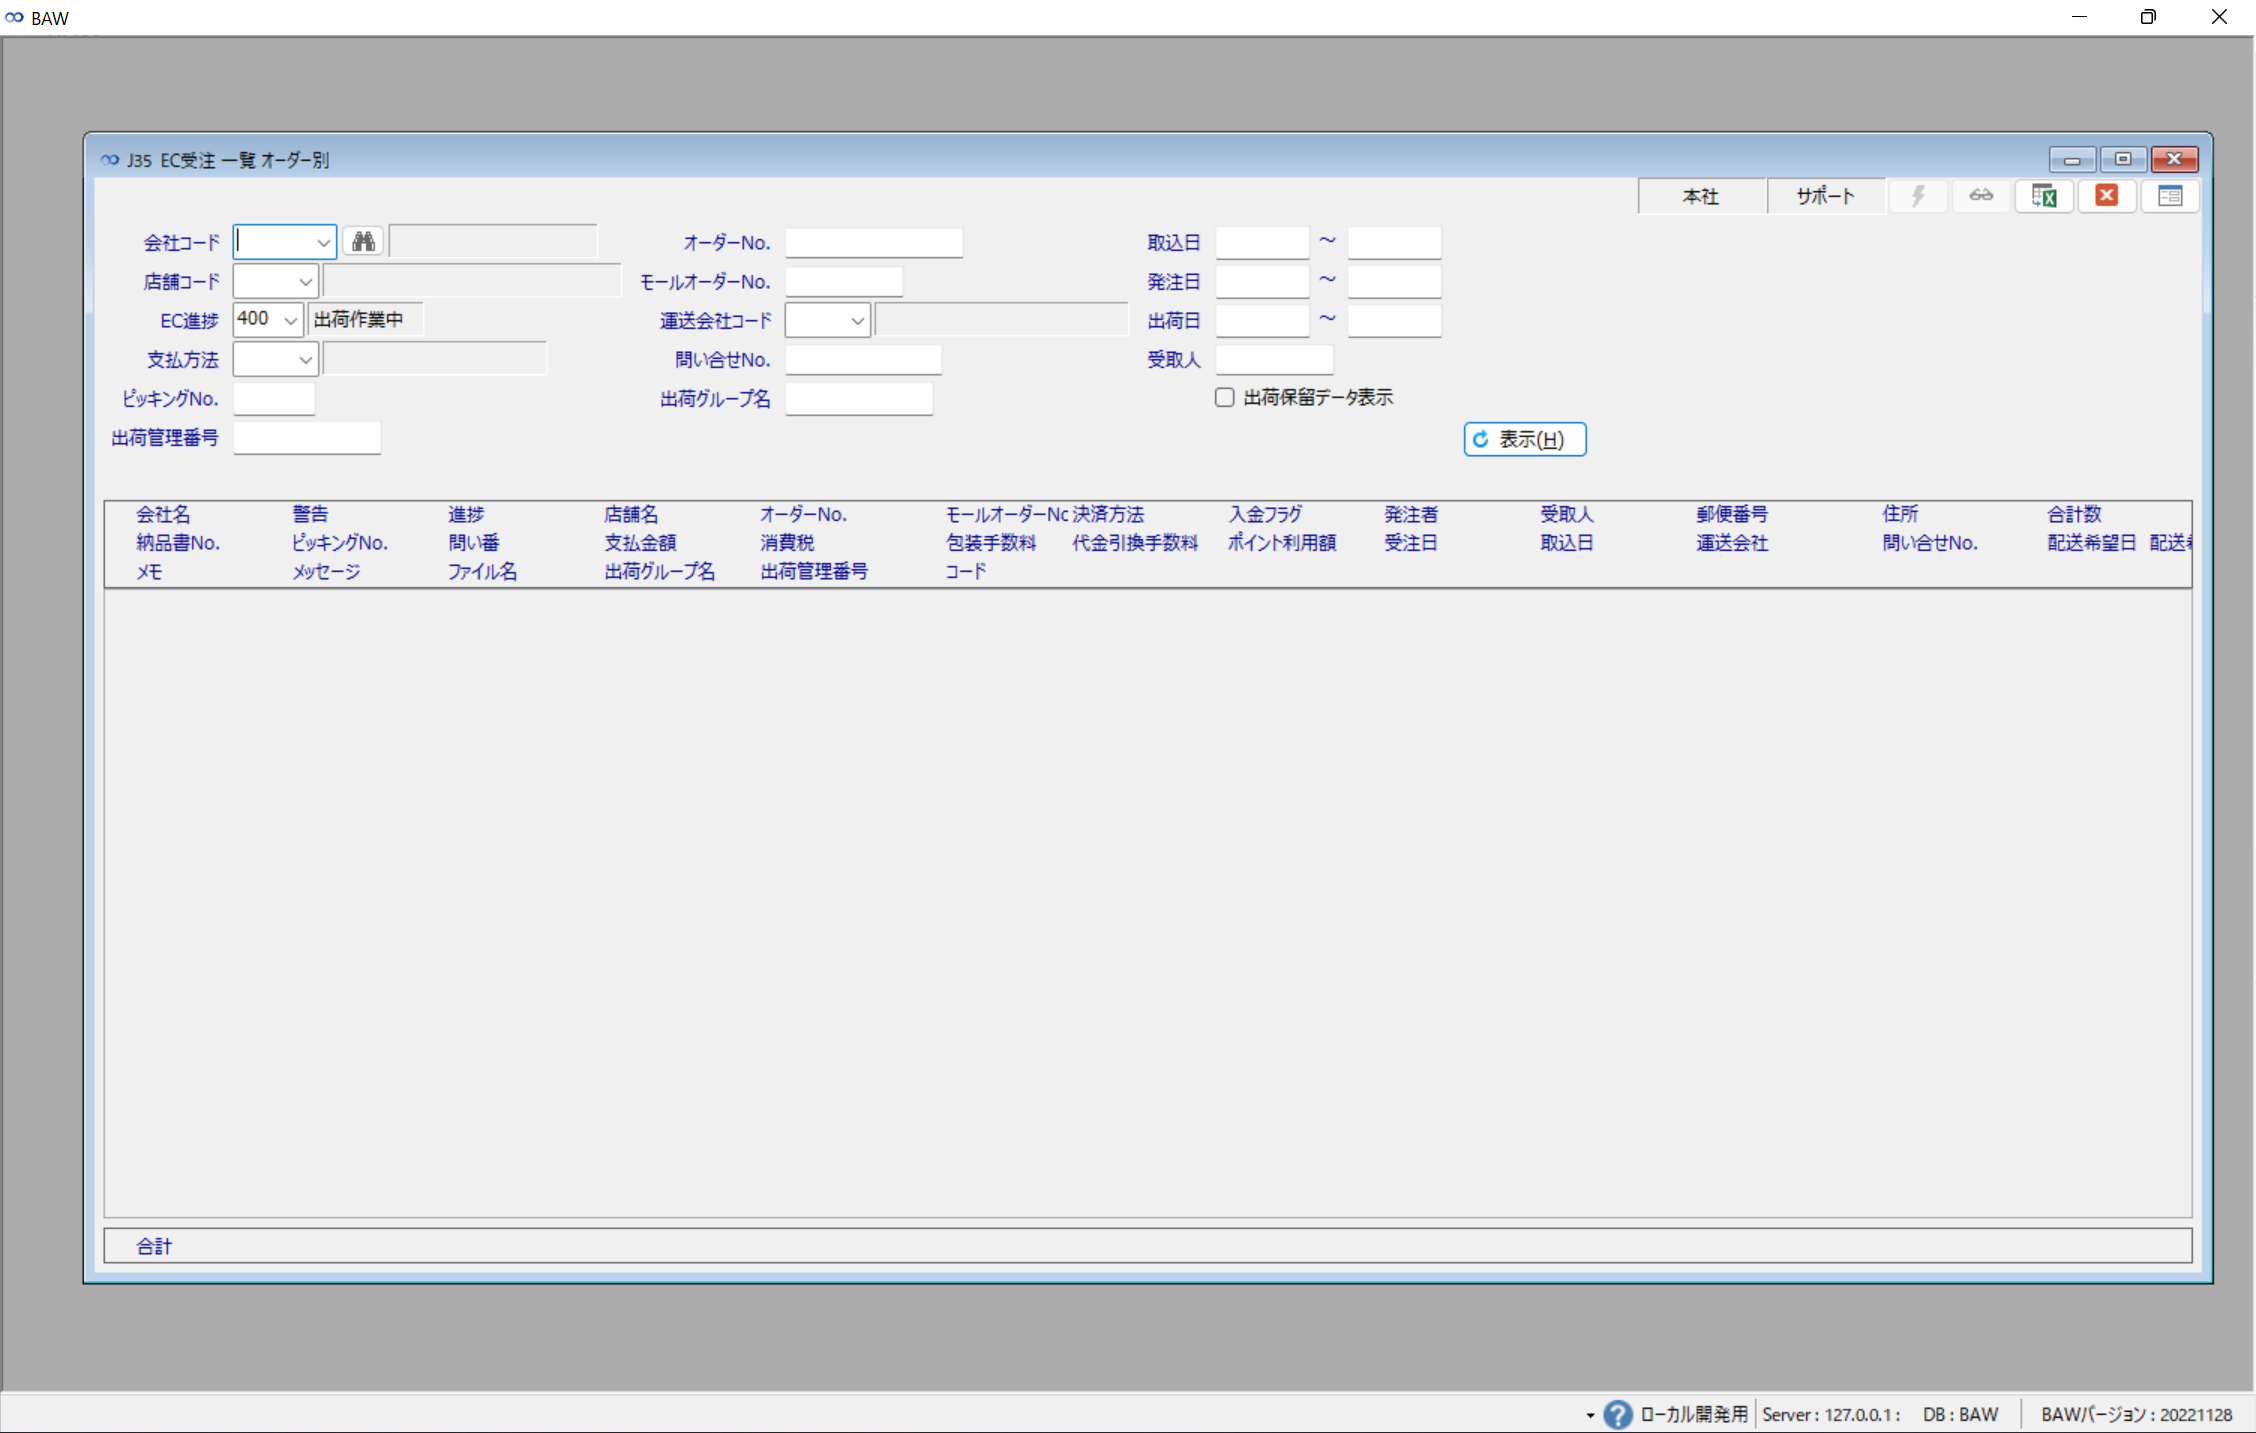 BAW
J35 EC受注 一覧 オーダー別
本社 サポート
会社コード オーダーNo. 取込日 ～
店舗コード モールオーダーNo. 発注日 ～
EC進捗 400 出荷作業中 運送会社コード 出荷日 ～
支払方法 問い合せNo. 受取人
ピッキングNo. 出荷グループ名 出荷保留データ表示
出荷管理番号 表示(H)
会社名 警告 進捗 店舗名 オーダーNo. モールオーダーNo 決済方法 入金フラグ 発注者 受取人 郵便番号 住所 合計数
納品書No. ピッキングNo. 問い番 支払金額 消費税 包装手数料 代金引換手数料 ポイント利用額 受注日 取込日 運送会社 問い合せNo. 配送希望日 配送
メモ メッセージ ファイル名 出荷グループ名 出荷管理番号 コード
合計
ローカル開発用 Server : 127.0.0.1 : DB : BAW BAWバージョン : 20221128